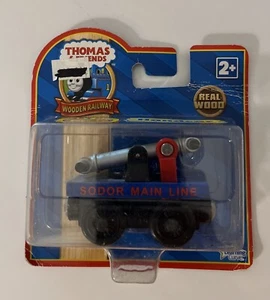 THOMAS
& FRIENDS
WOODEN RAILWAY
REAL
WOOD
2+
SODOR MAIN LINE